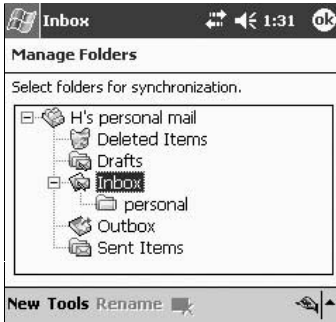 Inbox 1:31 ok
Manage Folders
Select folders for synchronization.
H's personal mail
Deleted Items
Drafts
Inbox
personal
Outbox
Sent Items
New Tools Rename